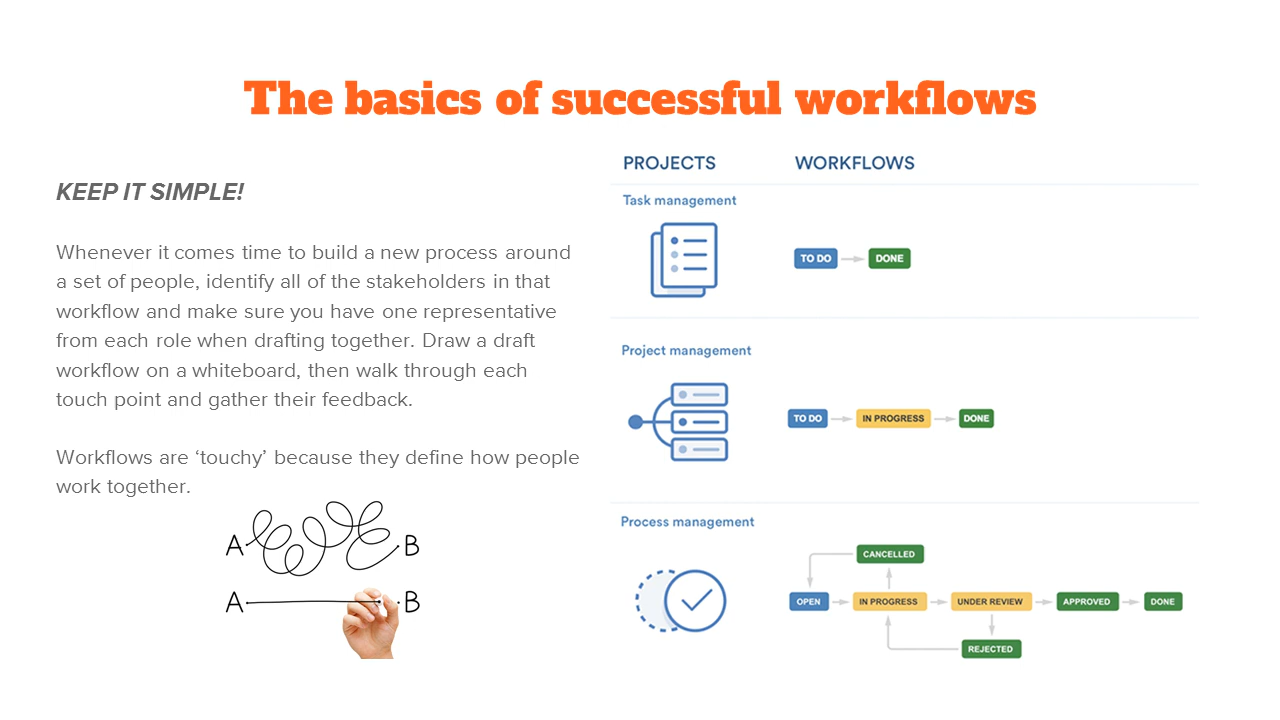 The basics of successful workflows
KEEP IT SIMPLE!
Whenever it comes time to build a new process around
a set of people, identify all of the stakeholders in that
workflow and make sure you have one representative
from each role when drafting together. Draw a draft
workflow on a whiteboard, then walk through each
touch point and gather their feedback.
Workflows are ‘touchy’ because they define how people
work together.
A B
A B
PROJECTS WORKFLOWS
Task management
TO DO DONE
Project management
TO DO IN PROGRESS DONE
Process management
CANCELLED
OPEN IN PROGRESS UNDER REVIEW APPROVED DONE
REJECTED